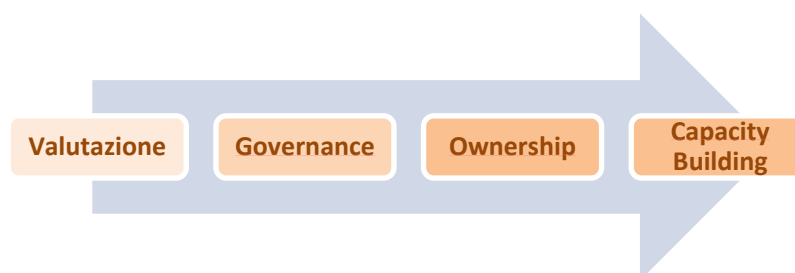 Valutazione
Governance
Ownership
Capacity
Building